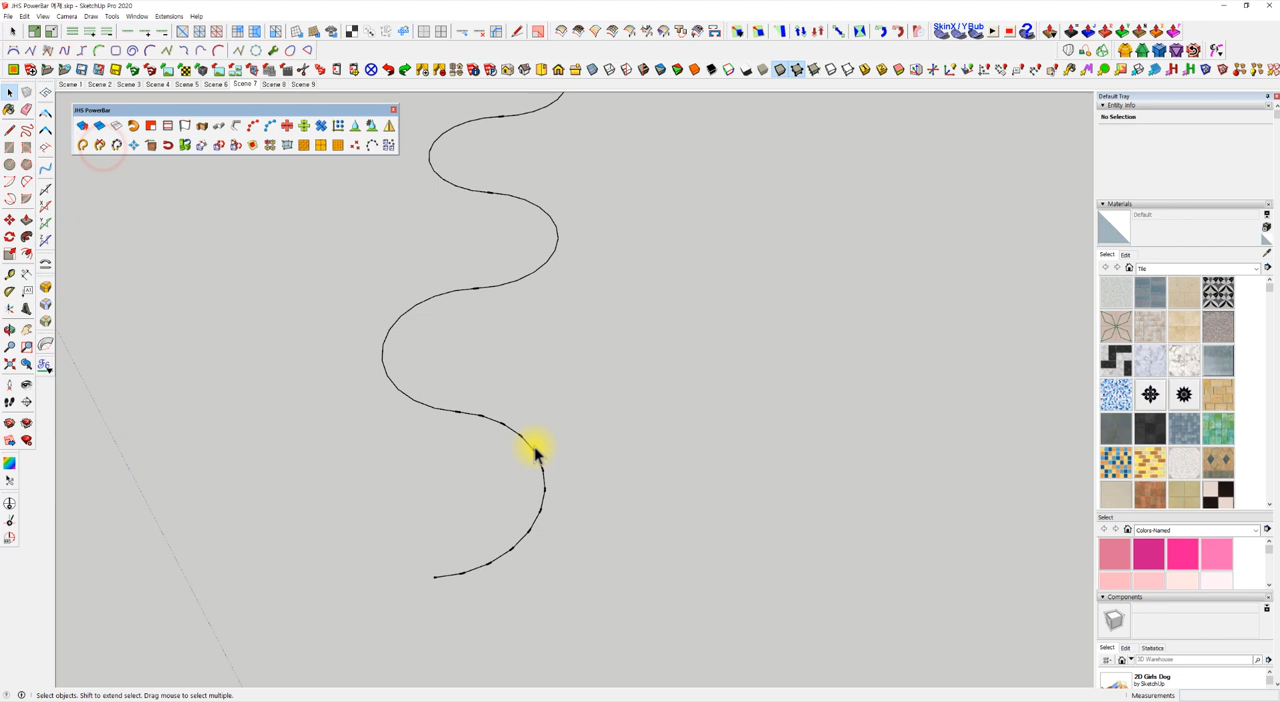 JHS PowerBar 예제.skp - SketchUp Pro 2020
File Edit View Camera Draw Tools Window Extensions Help
SkinX/YBub
Scene 1 Scene 2 Scene 3 Scene 4 Scene 5 Scene 6 Scene 7 Scene 8 Scene 9
JHS PowerBar
Default Tray
Entity Info
No Selection
Materials
Default
Select Edit
Tile
Select
Colors-Named
Components
Select Edit Statistics
3D Warehouse
2D Girls Dog
by SketchUp
Select objects. Shift to extend select. Drag mouse to select multiple.
Measurements